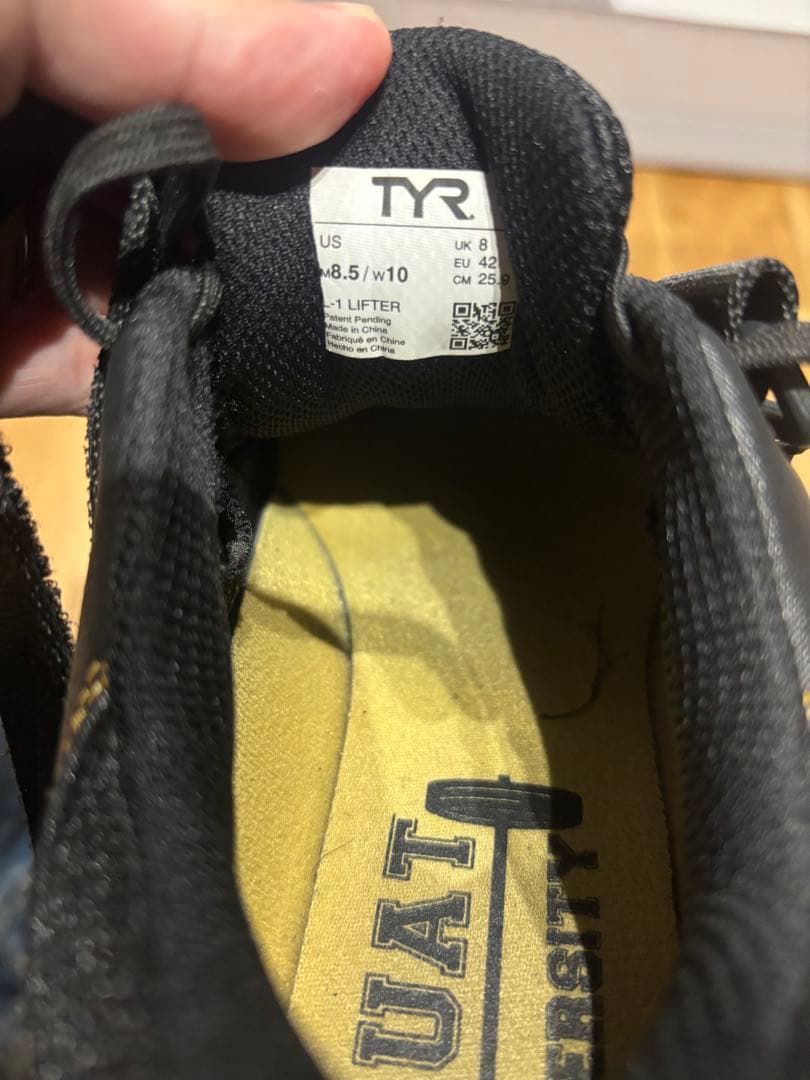 TYR
US
M8.5 / W10
UK 8
EU 42
CM 25.9
L-1 LIFTER
Patent Pending
Made in China
Fabriqué en Chine
Hecho en China
UAT
ERSITY